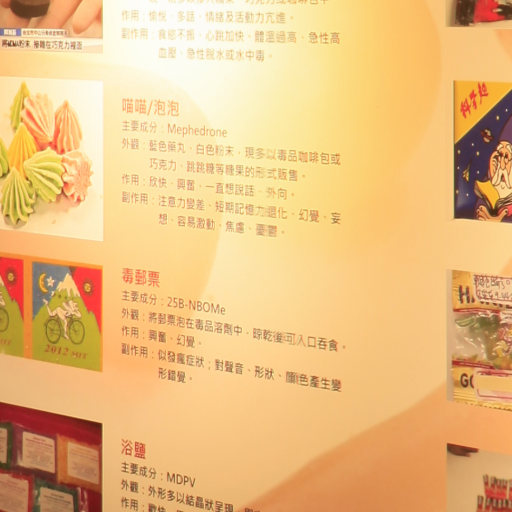 作用：愉悅、多話、情緒及活動力亢進。
副作用：食慾不振、心跳加快、體溫過高、急性高
血壓、急性脫水或水中毒。
喵喵/泡泡
主要成分：Mephedrone
外觀：藍色藥丸、白色粉末，現多以毒品咖啡包或
巧克力、跳跳糖等糖果的形式販售。
作用：欣快、興奮、一直想說話、外向。
副作用：注意力變差、短期記憶力退化、幻覺、妄
想、容易激動、焦慮、憂鬱。
毒郵票
主要成分：25B-NBOMe
外觀：將郵票泡在毒品溶劑中，晾乾後可入口吞食。
作用：興奮、幻覺。
副作用：似發瘋症狀；對聲音、形狀、顏色產生變
形錯覺。
2012
浴鹽
主要成分：MDPV
外觀：外形多以結晶狀呈現
科學麵